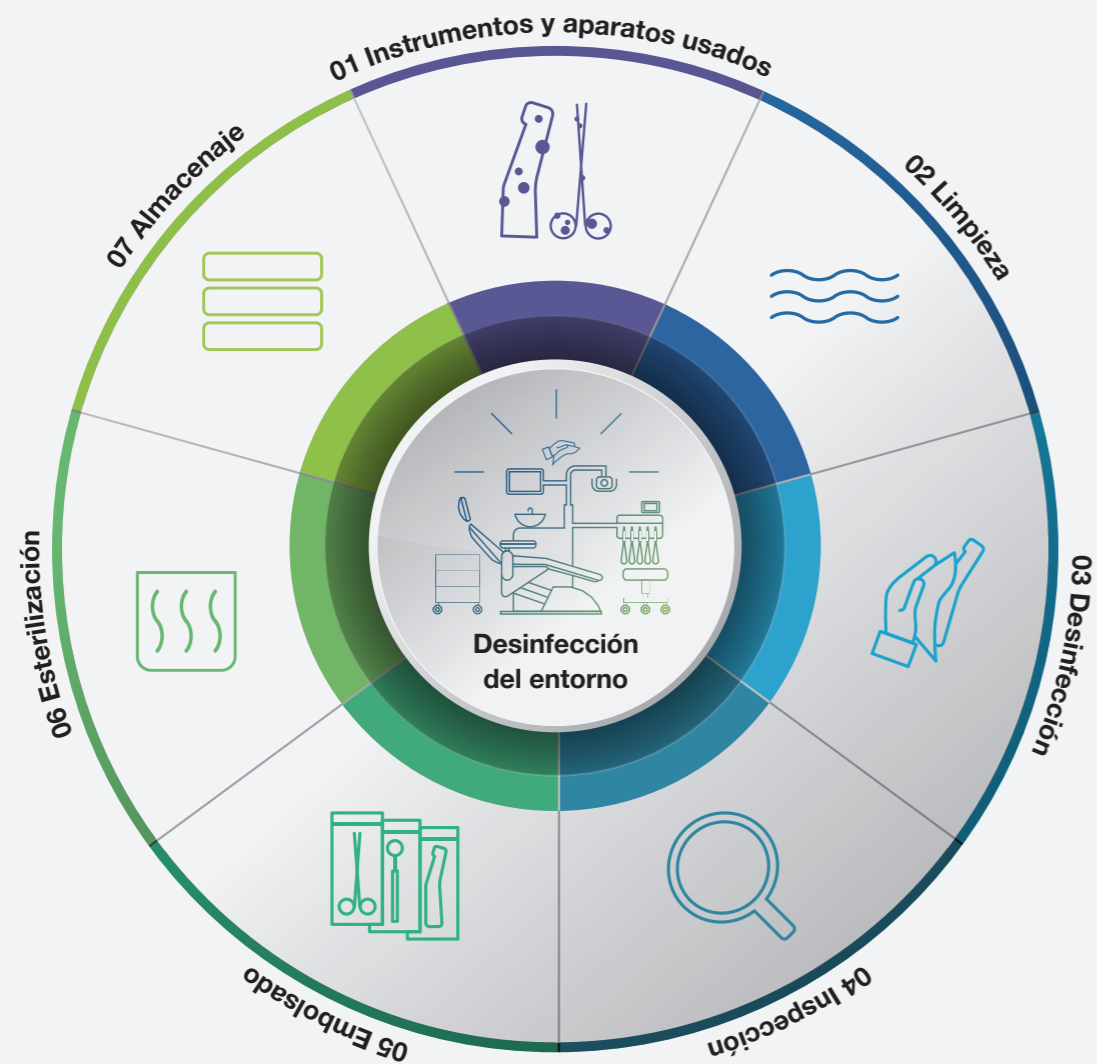 01 Instrumentos y aparatos usados
02 Limpieza
03 Desinfección
04 Inspección
05 Embolsado
06 Esterilización
07 Almacenaje
Desinfección
del entorno